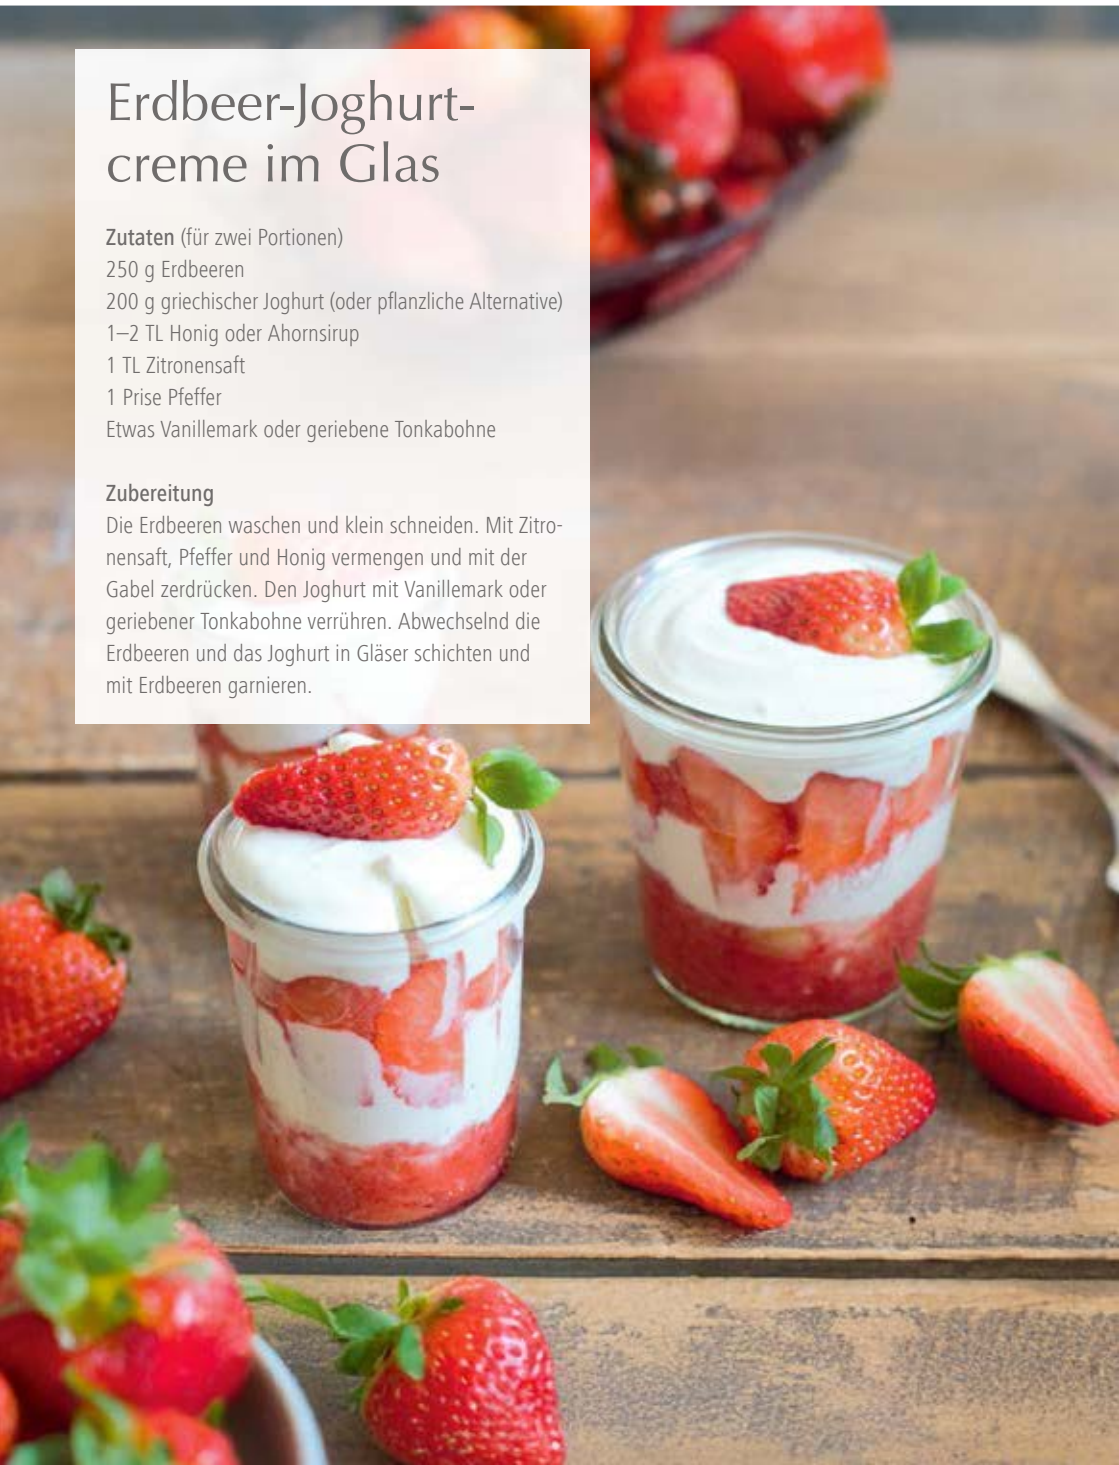 Erdbeer-Joghurt-
creme im Glas
Zutaten (für zwei Portionen)
250 g Erdbeeren
200 g griechischer Joghurt (oder pflanzliche Alternative)
1–2 TL Honig oder Ahornsirup
1 TL Zitronensaft
1 Prise Pfeffer
Etwas Vanillemark oder geriebene Tonkabohne
Zubereitung
Die Erdbeeren waschen und klein schneiden. Mit Zitro-
nensaft, Pfeffer und Honig vermengen und mit der
Gabel zerdrücken. Den Joghurt mit Vanillemark oder
geriebener Tonkabohne verrühren. Abwechselnd die
Erdbeeren und das Joghurt in Gläser schichten und
mit Erdbeeren garnieren.